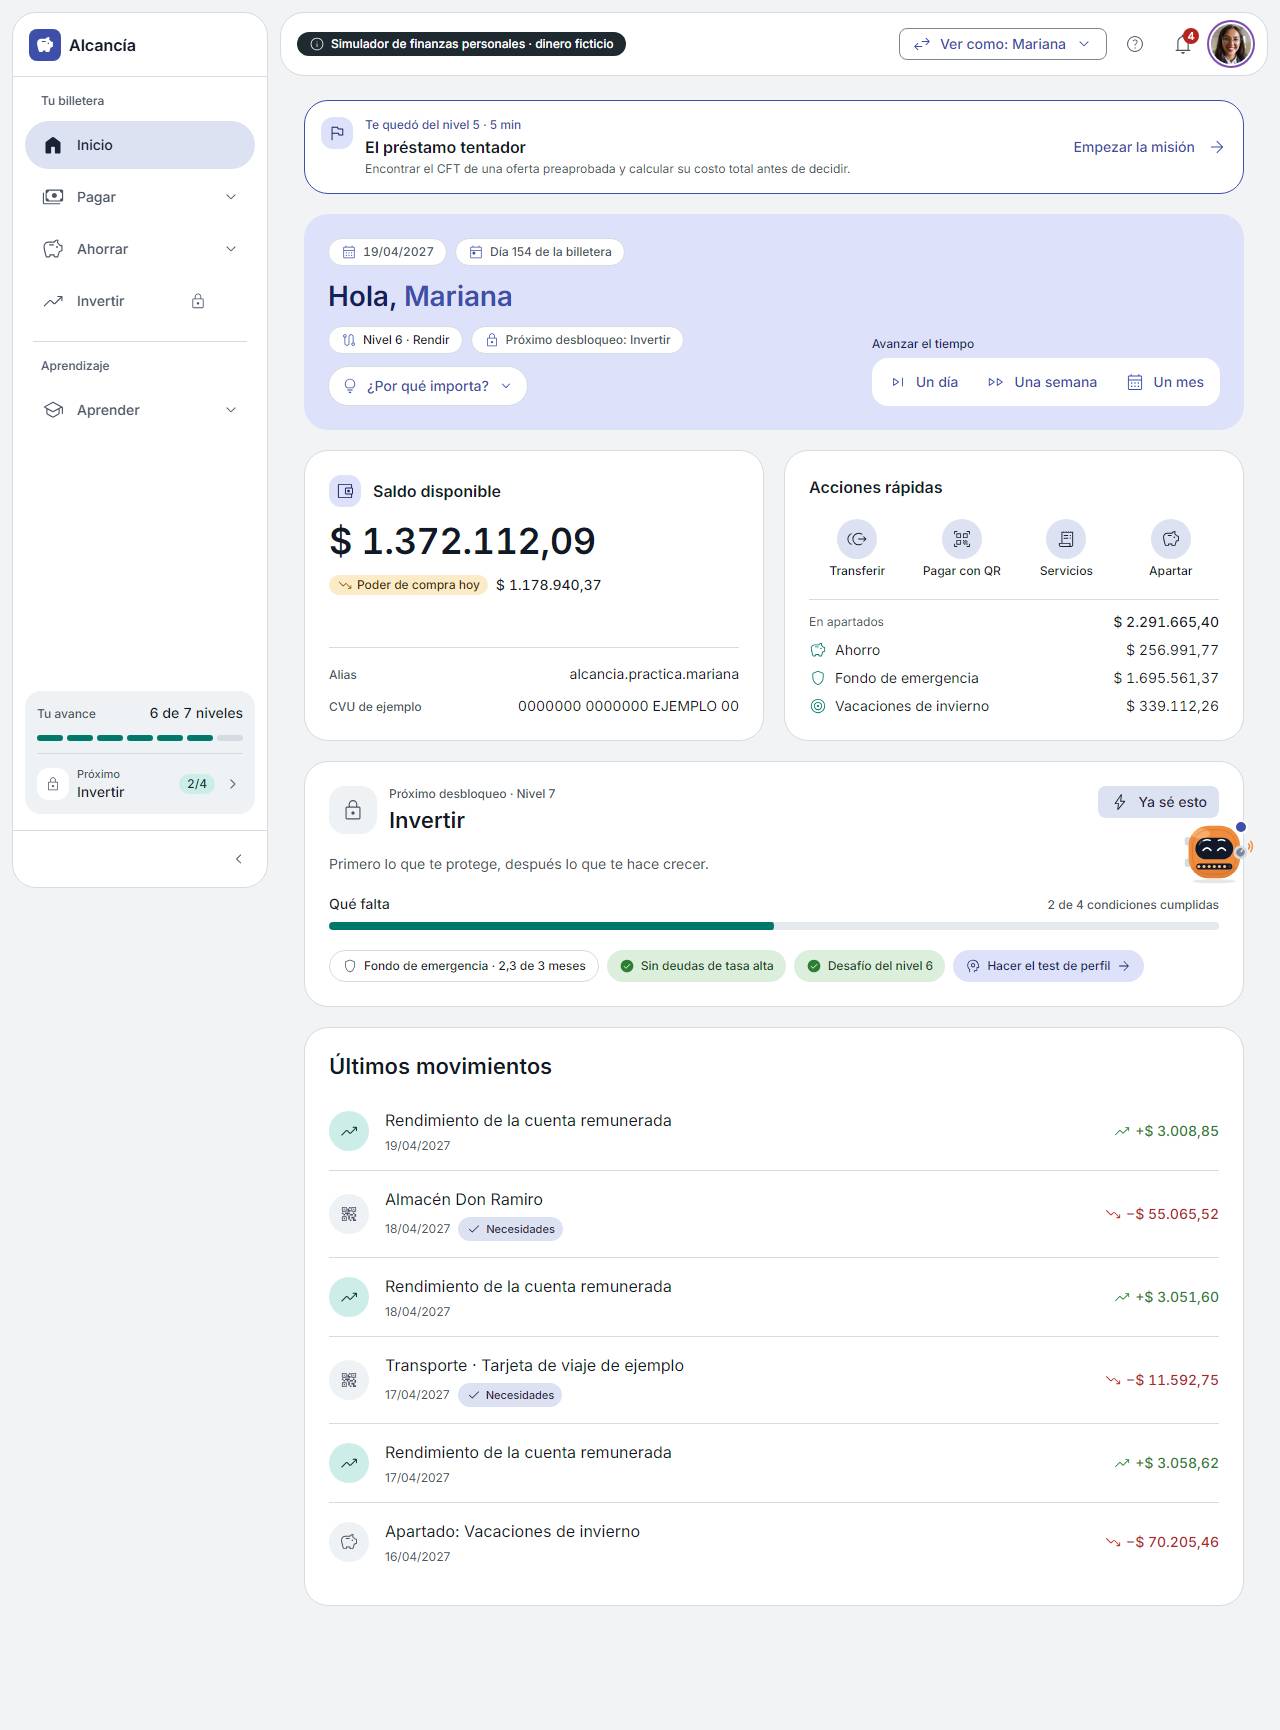 Alcancía
Simulador de finanzas personales · dinero ficticio
Ver como: Mariana
4
Tu billetera
Inicio
Pagar
Ahorrar
Invertir
Aprendizaje
Aprender
Tu avance
6 de 7 niveles
Próximo
Invertir
2/4
Te quedó del nivel 5 · 5 min
El préstamo tentador
Encontrar el CFT de una oferta preaprobada y calcular su costo total antes de decidir.
Empezar la misión
19/04/2027
Día 154 de la billetera
Hola, Mariana
Nivel 6 · Rendir
Próximo desbloqueo: Invertir
¿Por qué importa?
Avanzar el tiempo
Un día
Una semana
Un mes
Saldo disponible
$ 1.372.112,09
Poder de compra hoy
$ 1.178.940,37
Alias
alcancia.practica.mariana
CVU de ejemplo
0000000 0000000 EJEMPLO 00
Acciones rápidas
Transferir
Pagar con QR
Servicios
Apartar
En apartados
$ 2.291.665,40
Ahorro
$ 256.991,77
Fondo de emergencia
$ 1.695.561,37
Vacaciones de invierno
$ 339.112,26
Próximo desbloqueo · Nivel 7
Invertir
Ya sé esto
Primero lo que te protege, después lo que te hace crecer.
Qué falta
2 de 4 condiciones cumplidas
Fondo de emergencia · 2,3 de 3 meses
Sin deudas de tasa alta
Desafío del nivel 6
Hacer el test de perfil
Últimos movimientos
Rendimiento de la cuenta remunerada
19/04/2027
+$ 3.008,85
Almacén Don Ramiro
18/04/2027
Necesidades
−$ 55.065,52
Rendimiento de la cuenta remunerada
18/04/2027
+$ 3.051,60
Transporte · Tarjeta de viaje de ejemplo
17/04/2027
Necesidades
−$ 11.592,75
Rendimiento de la cuenta remunerada
17/04/2027
+$ 3.058,62
Apartado: Vacaciones de invierno
16/04/2027
−$ 70.205,46